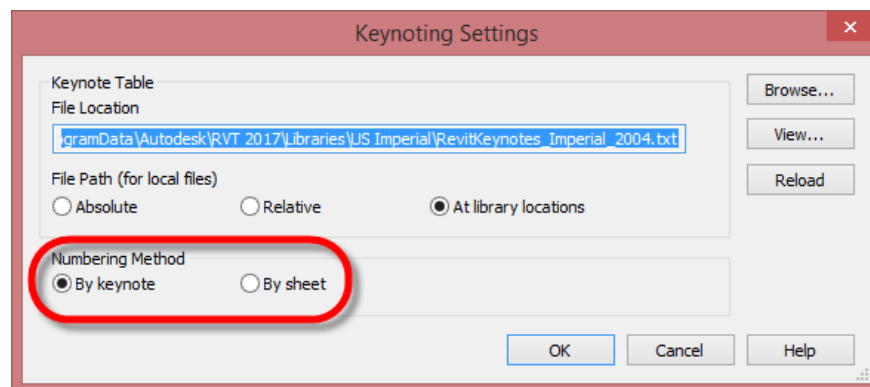 Keynoting Settings
Keynote Table
File Location
gramData\Autodesk\RVT 2017\Libraries\US Imperial\RevitKeynotes_Imperial_2004.txt
Browse...
View...
Reload
File Path (for local files)
Absolute Relative At library locations
Numbering Method
By keynote By sheet
OK Cancel Help